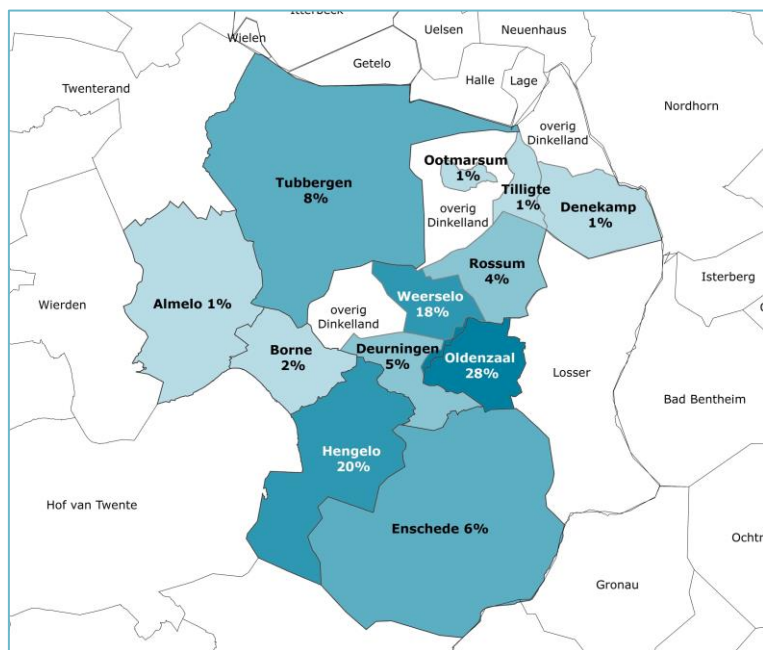 Wielen
Uelsen
Neuenhaus
Getelo
Halle
Lage
Twenterand
Nordhorn
overig
Dinkelland
Ootmarsum
1%
Tubbergen
8%
Tilligte
1%
Denekamp
1%
overig
Dinkelland
Rossum
4%
Isterberg
Weerselo
18%
Wierden
Almelo 1%
overig
Dinkelland
Borne
2%
Deurningen
5%
Oldenzaal
28%
Losser
Bad Bentheim
Hengelo
20%
Hof van Twente
Enschede 6%
Ochtr
Gronau